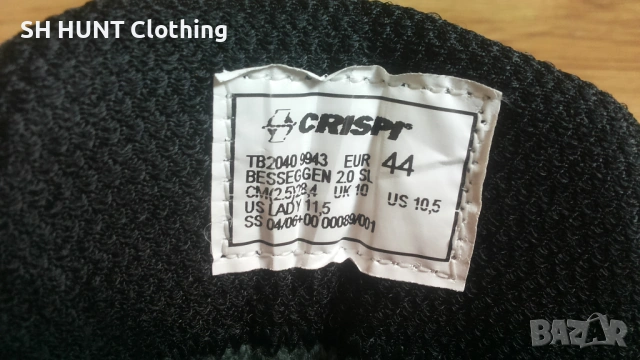 SH HUNT Clothing
CRISPI
TB2040 9943 EUR 44
BESSEGGEN 2.0 SL
CM(2.5)28,4 UK 10 US 10,5
US LADY 11,5
SS 04/06+00 00089/001
BAZAR